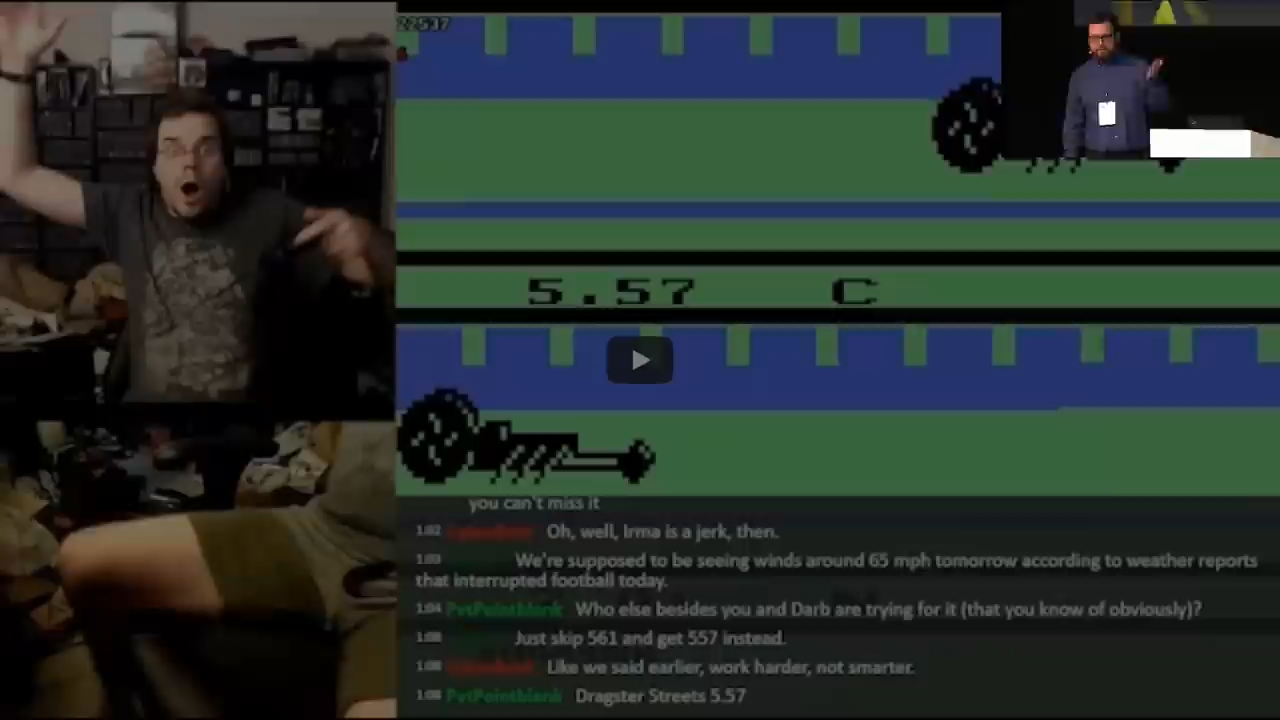 22537
5.57 C
you can't miss it
1:02 Oh, well, Irma is a jerk, then.
1:03 We're supposed to be seeing winds around 65 mph tomorrow according to weather reports
that interrupted football today.
1:04 PvtPointblank Who else besides you and Darb are trying for it (that you know of obviously)?
1:08 Just skip 561 and get 557 instead.
1:08 Like we said earlier, work harder, not smarter.
1:08 PvtPointblank Dragster Streets 5.57